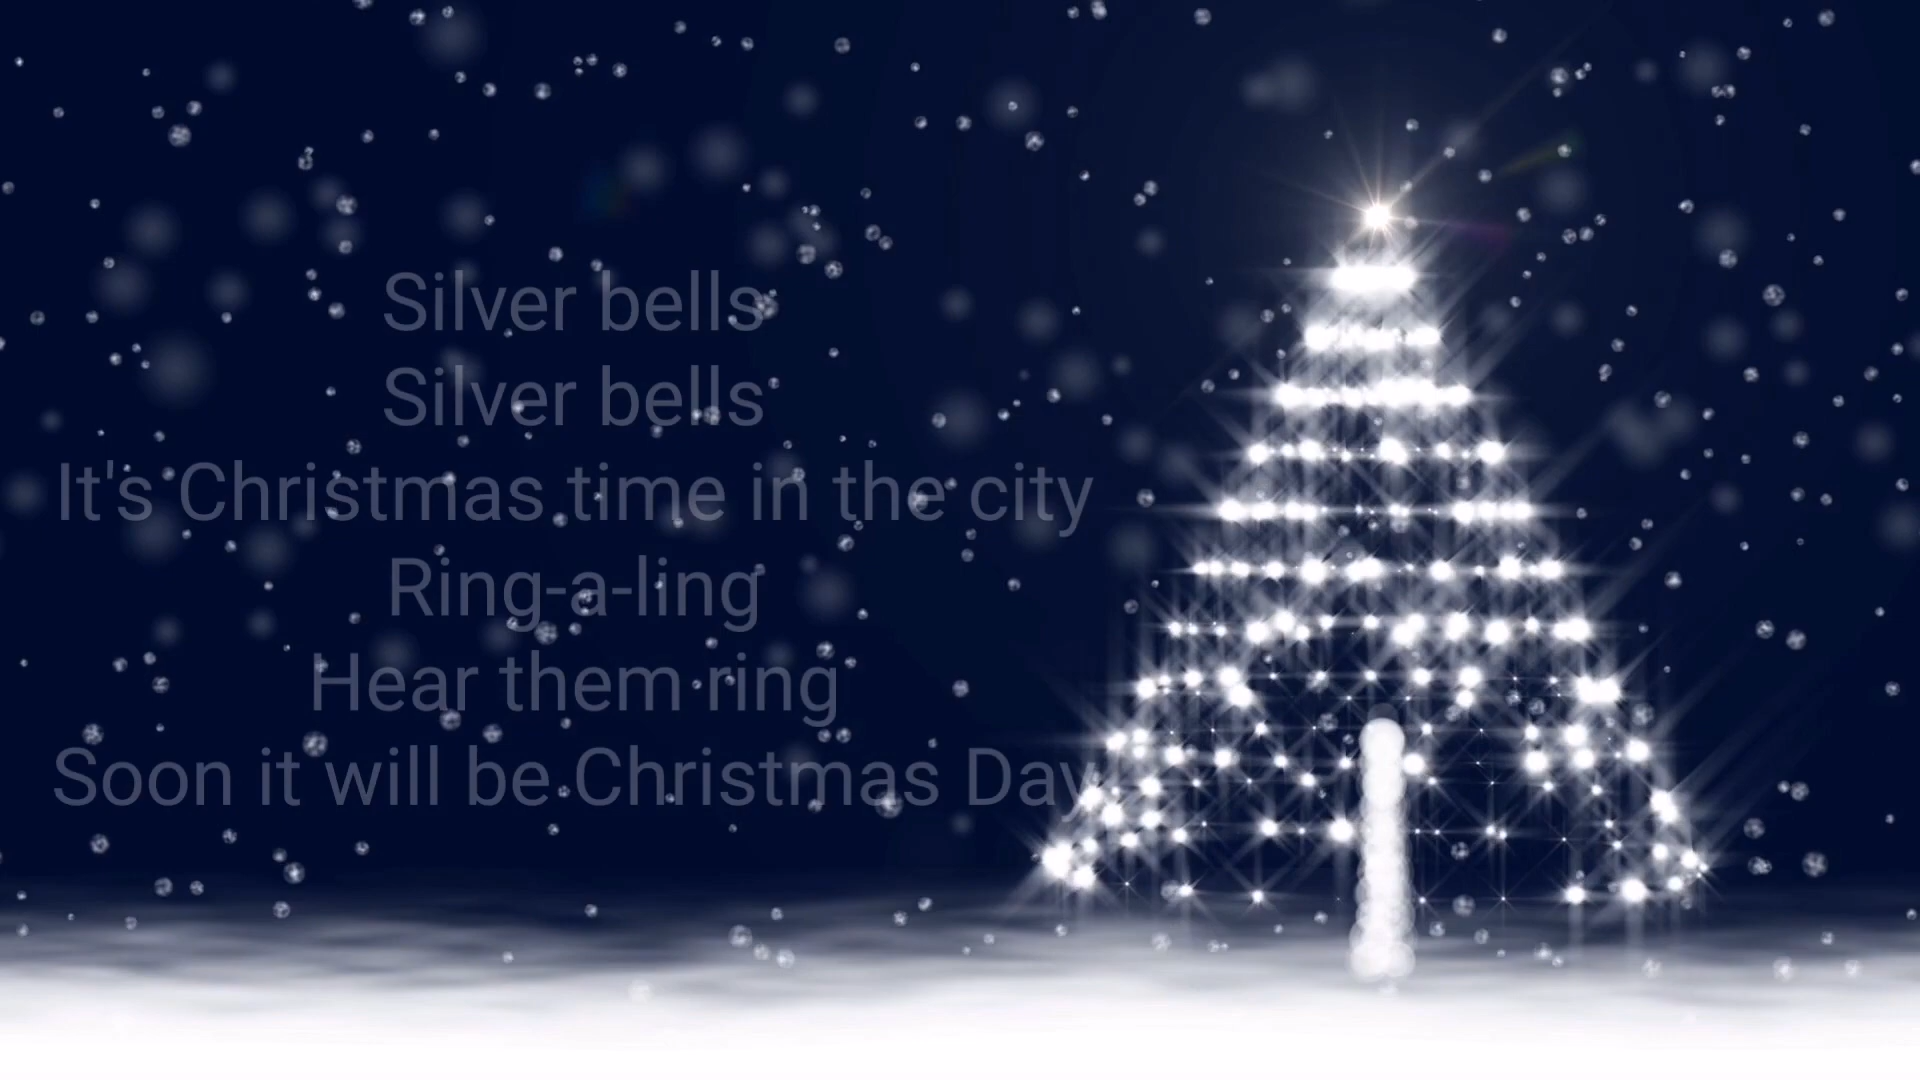 Silver bells
Silver bells
It's Christmas time in the city
Ring-a-ling
Hear them ring
Soon it will be Christmas Day